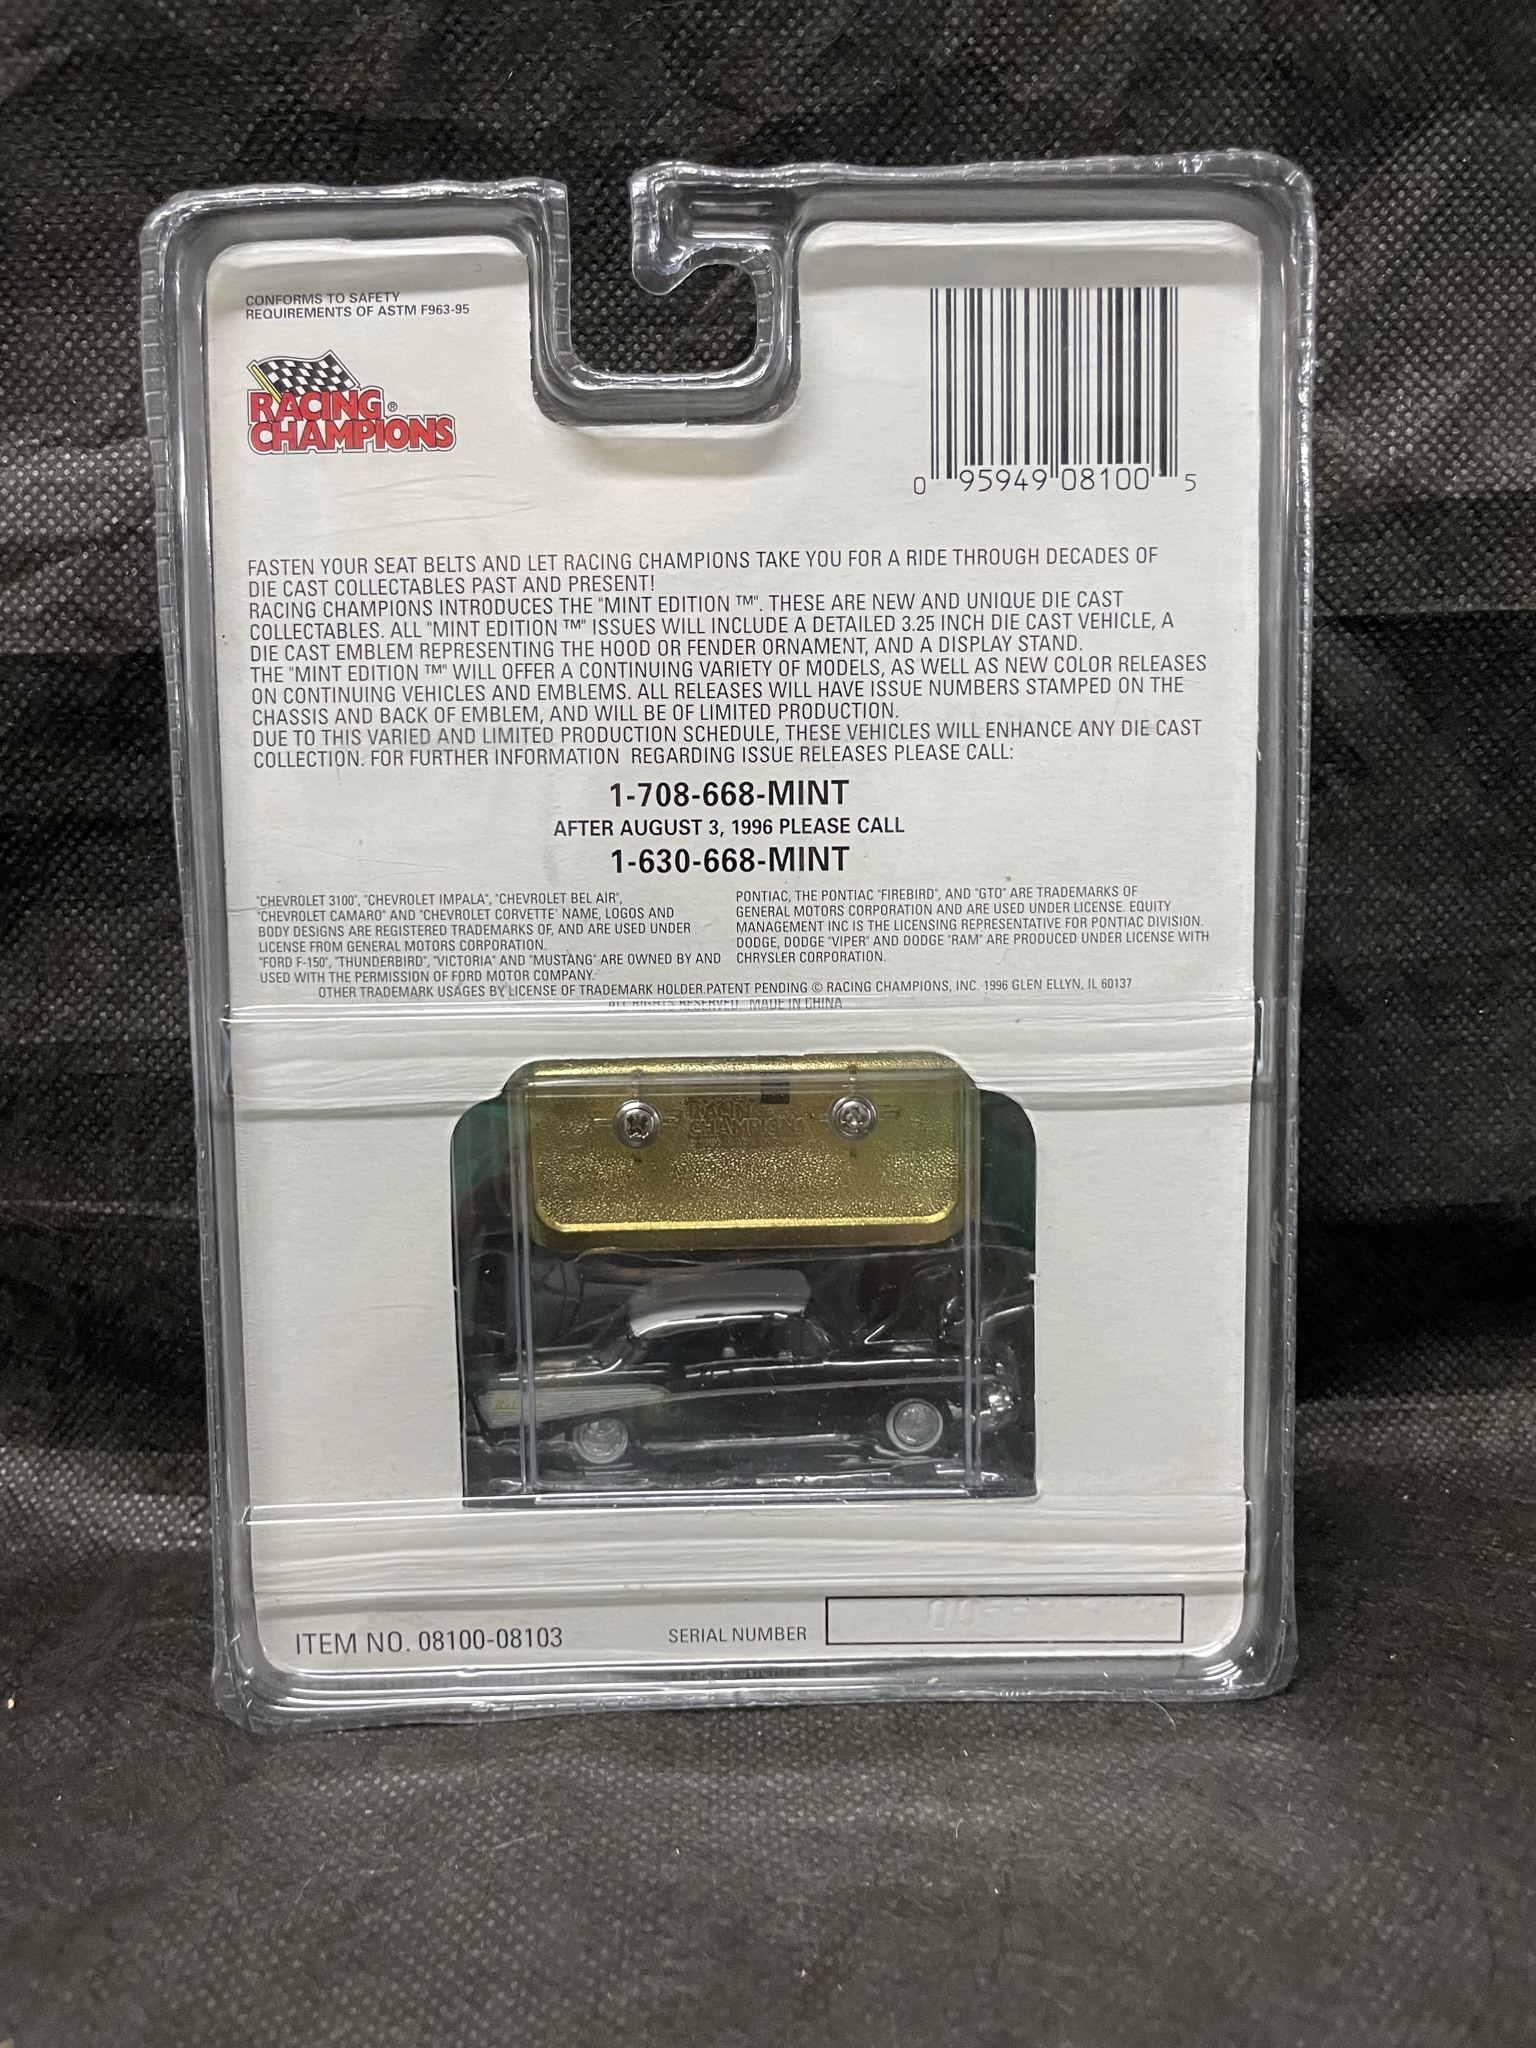 CONFORMS TO SAFETY
REQUIREMENTS OF ASTM F963-95
RACING ®
CHAMPIONS
0 95949 08100 5
FASTEN YOUR SEAT BELTS AND LET RACING CHAMPIONS TAKE YOU FOR A RIDE THROUGH DECADES OF
DIE CAST COLLECTABLES PAST AND PRESENT!
RACING CHAMPIONS INTRODUCES THE "MINT EDITION ™". THESE ARE NEW AND UNIQUE DIE CAST
COLLECTABLES. ALL "MINT EDITION ™" ISSUES WILL INCLUDE A DETAILED 3.25 INCH DIE CAST VEHICLE, A
DIE CAST EMBLEM REPRESENTING THE HOOD OR FENDER ORNAMENT, AND A DISPLAY STAND.
THE "MINT EDITION ™" WILL OFFER A CONTINUING VARIETY OF MODELS, AS WELL AS NEW COLOR RELEASES
ON CONTINUING VEHICLES AND EMBLEMS. ALL RELEASES WILL HAVE ISSUE NUMBERS STAMPED ON THE
CHASSIS AND BACK OF EMBLEM, AND WILL BE OF LIMITED PRODUCTION.
DUE TO THIS VARIED AND LIMITED PRODUCTION SCHEDULE, THESE VEHICLES WILL ENHANCE ANY DIE CAST
COLLECTION. FOR FURTHER INFORMATION REGARDING ISSUE RELEASES PLEASE CALL:
1-708-668-MINT
AFTER AUGUST 3, 1996 PLEASE CALL
1-630-668-MINT
"CHEVROLET 3100", "CHEVROLET IMPALA", "CHEVROLET BEL AIR",
"CHEVROLET CAMARO" AND "CHEVROLET CORVETTE' NAME, LOGOS AND
BODY DESIGNS ARE REGISTERED TRADEMARKS OF, AND ARE USED UNDER
LICENSE FROM GENERAL MOTORS CORPORATION.
"FORD F-150", "THUNDERBIRD", "VICTORIA" AND "MUSTANG" ARE OWNED BY AND
USED WITH THE PERMISSION OF FORD MOTOR COMPANY.
PONTIAC, THE PONTIAC "FIREBIRD", AND "GTO" ARE TRADEMARKS OF
GENERAL MOTORS CORPORATION AND ARE USED UNDER LICENSE. EQUITY
MANAGEMENT INC IS THE LICENSING REPRESENTATIVE FOR PONTIAC DIVISION.
DODGE, DODGE "VIPER" AND DODGE "RAM" ARE PRODUCED UNDER LICENSE WITH
CHRYSLER CORPORATION.
OTHER TRADEMARK USAGES BY LICENSE OF TRADEMARK HOLDER.PATENT PENDING © RACING CHAMPIONS, INC. 1996 GLEN ELLYN, IL 60137
ALL RIGHTS RESERVED. MADE IN CHINA
RACING
CHAMPIONS
ITEM NO. 08100-08103
SERIAL NUMBER